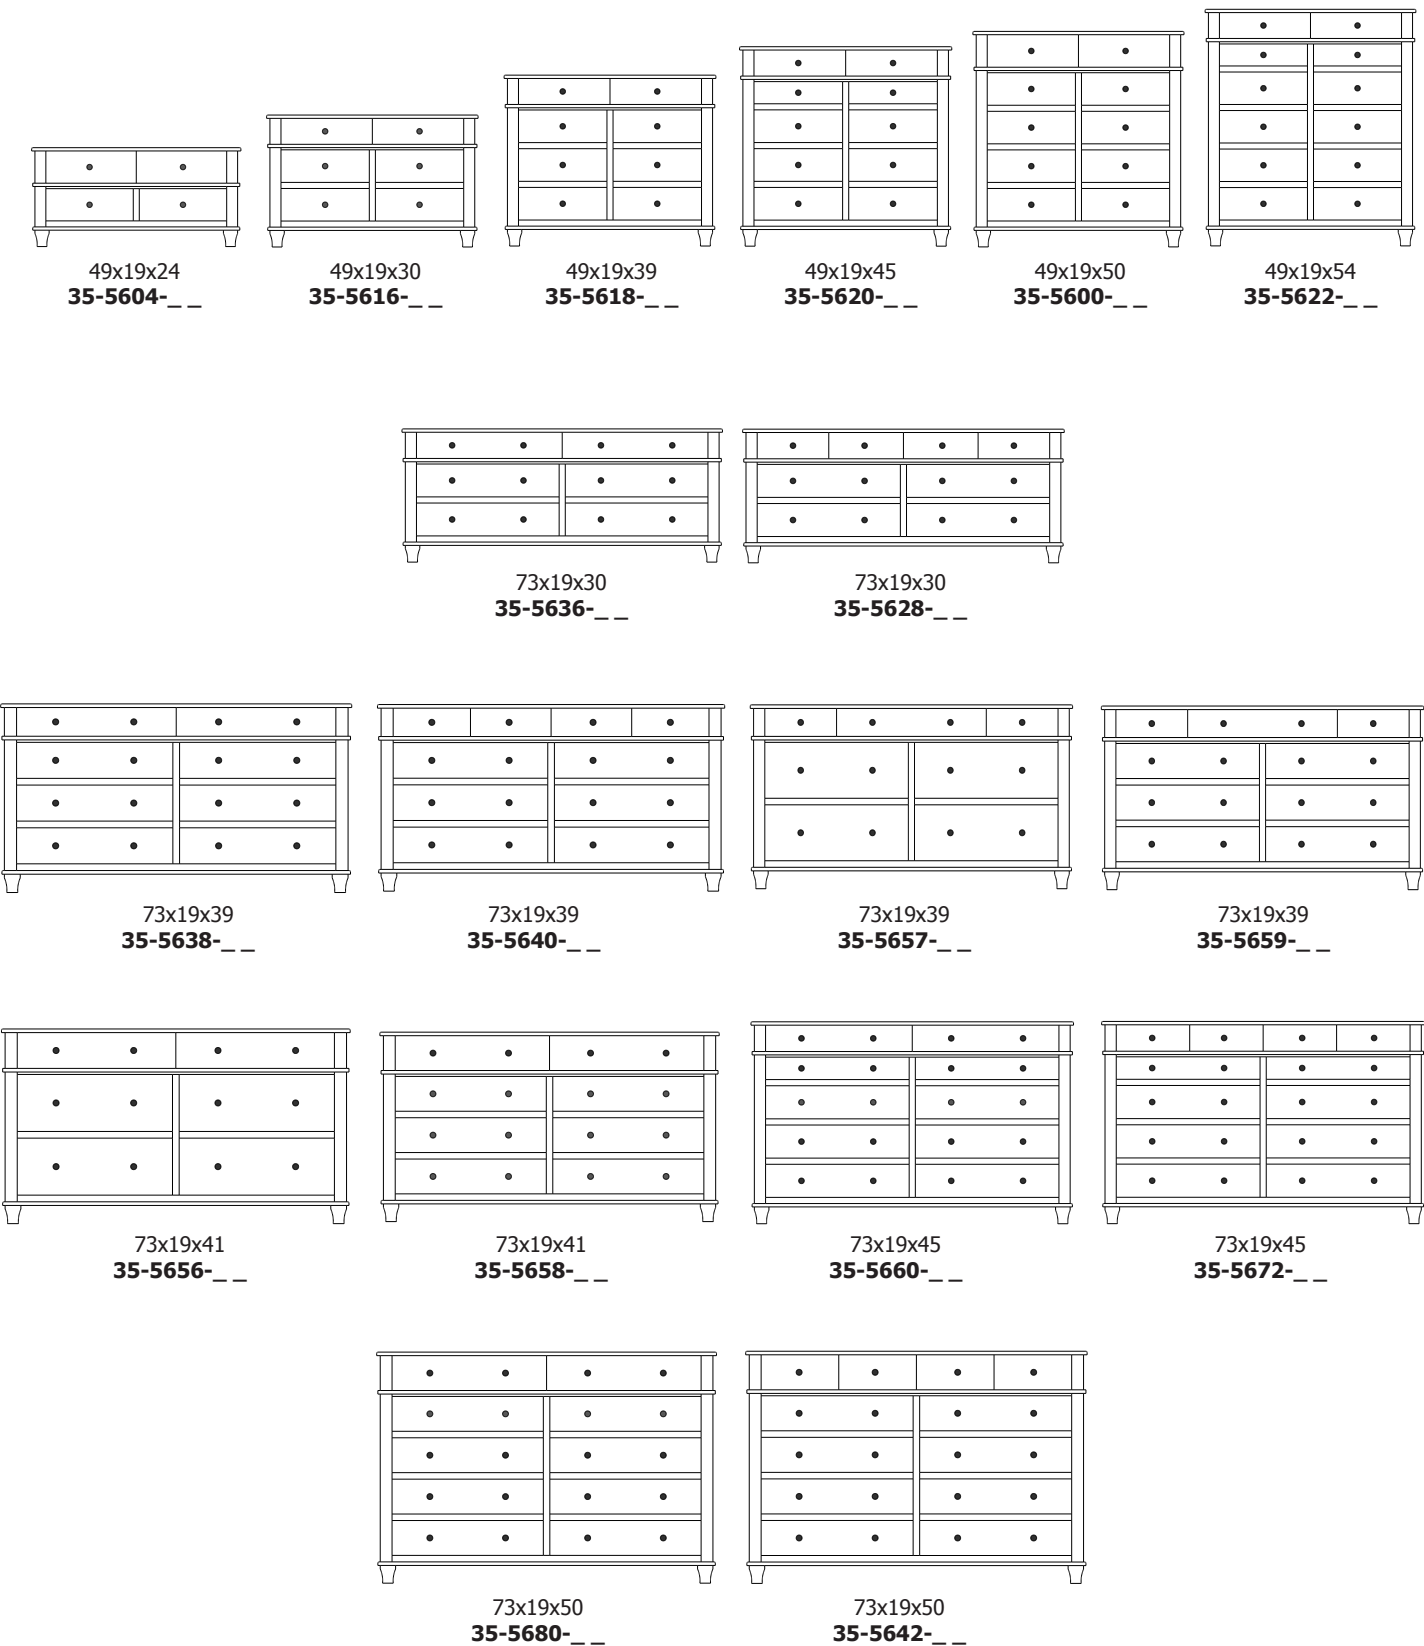 49x19x24
35-5604-_ _
49x19x30
35-5616-_ _
49x19x39
35-5618-_ _
49x19x45
35-5620-_ _
49x19x50
35-5600-_ _
49x19x54
35-5622-_ _
73x19x30
35-5636-_ _
73x19x30
35-5628-_ _
73x19x39
35-5638-_ _
73x19x39
35-5640-_ _
73x19x39
35-5657-_ _
73x19x39
35-5659-_ _
73x19x41
35-5656-_ _
73x19x41
35-5658-_ _
73x19x45
35-5660-_ _
73x19x45
35-5672-_ _
73x19x50
35-5680-_ _
73x19x50
35-5642-_ _